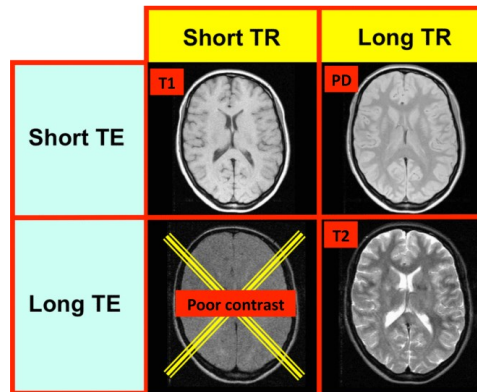 Short TR
Long TR
Short TE
T1
PD
Long TE
Poor contrast
T2